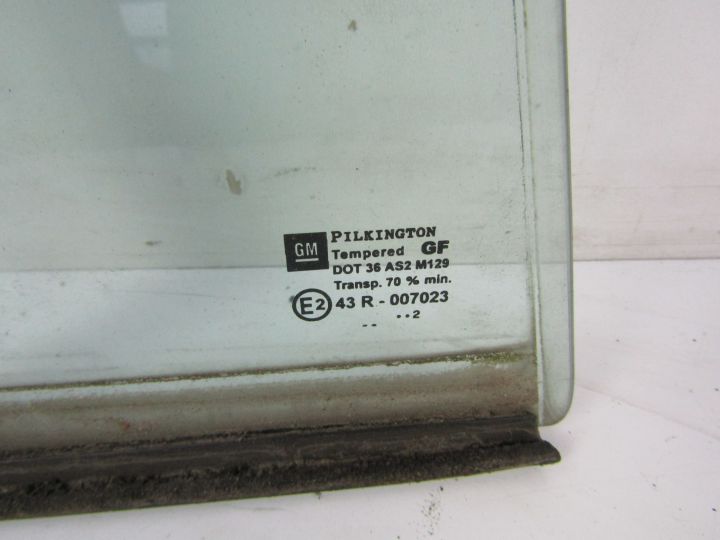 GM
PILKINGTON
Tempered GF
DOT 36 AS2 M129
Transp. 70 % min.
E2 43 R - 007023
-- ••2